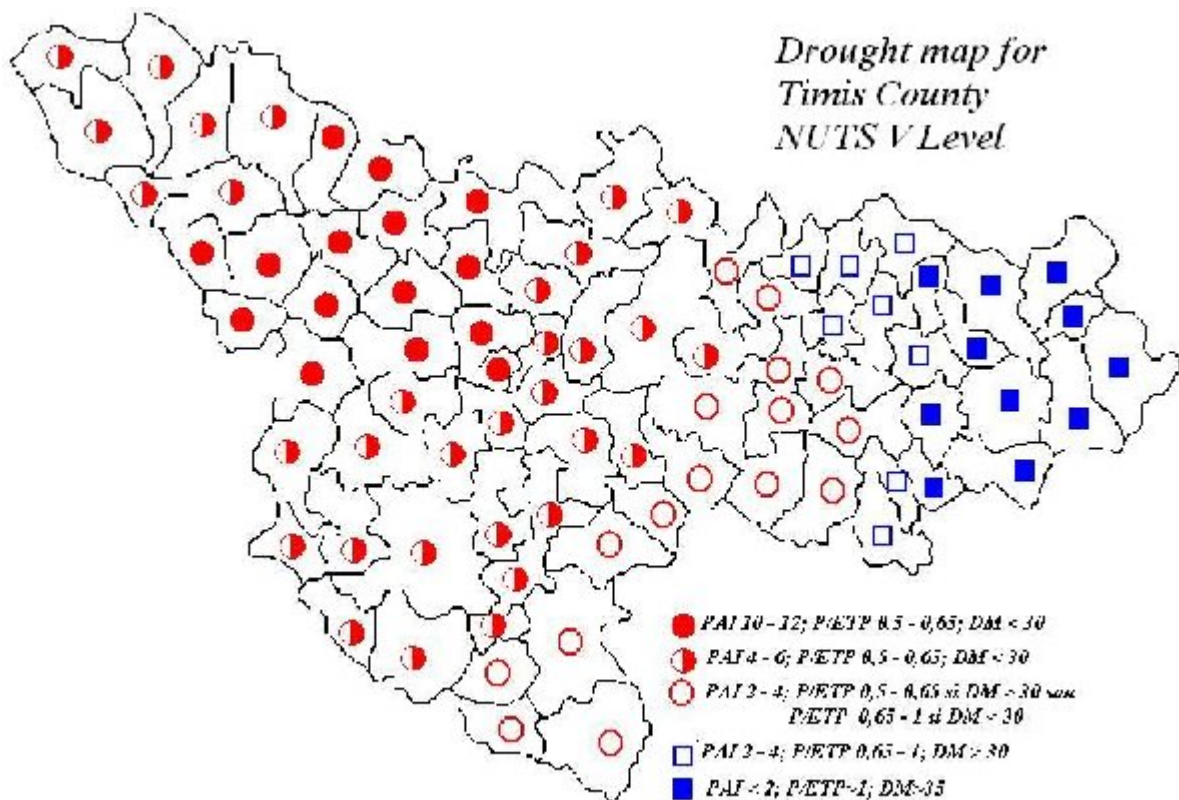 Drought map for
Timis County
NUTS V Level
PAI 10 - 12; P/ETP 0.5 - 0,65; DM < 30
PAI 4 - 6; P/ETP 0,5 - 0,65; DM < 30
PAI 2 - 4; P/ETP 0,5 - 0,65 si DM > 30 sau
P/ETP 0,65 - 1 si DM < 30
PAI 2 - 4; P/ETP 0,65 - 1; DM > 30
PAI < 2; P/ETP>1; DM>35